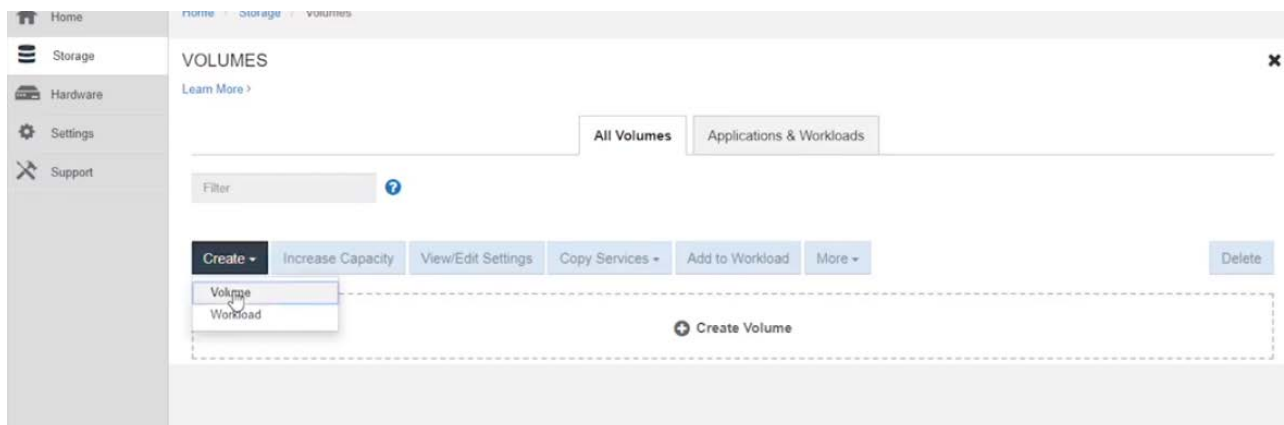 Home
Home / Storage / Volumes
Storage
VOLUMES
Learn More >
Hardware
Settings
Support
All Volumes
Applications & Workloads
Filter
Create
Increase Capacity
View/Edit Settings
Copy Services
Add to Workload
More
Delete
Volume
Workload
Create Volume